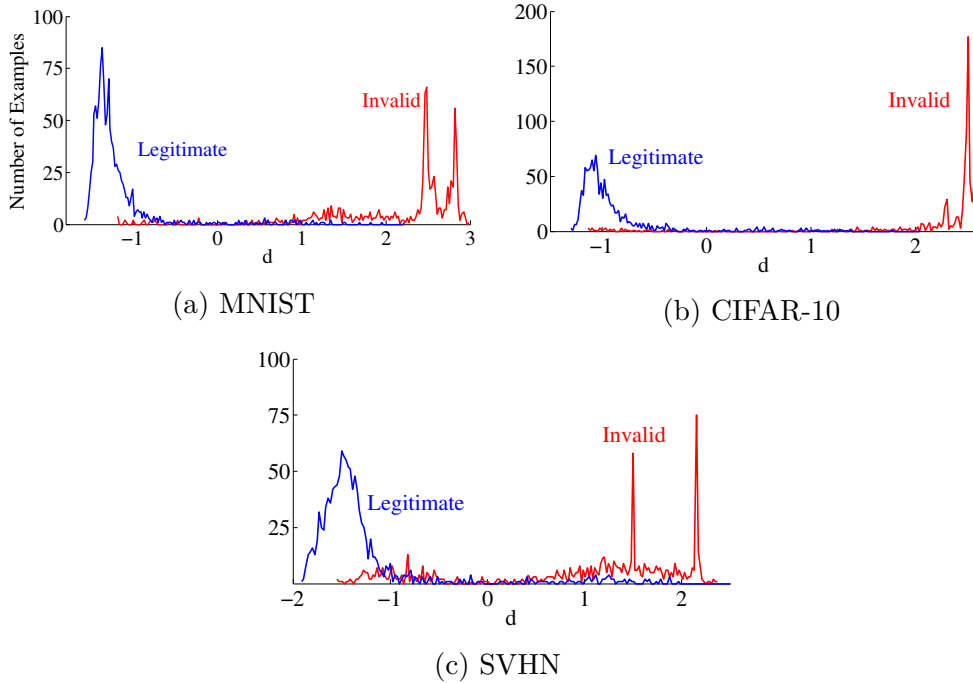 Number of Examples
100
75
50
25
0
Invalid
Legitimate
−1 0 1 2 3
d
(a) MNIST
200
150
100
50
0
Invalid
Legitimate
−1 0 1 2
d
(b) CIFAR-10
100
75
50
25
Invalid
Legitimate
−2 −1 0 1 2
d
(c) SVHN